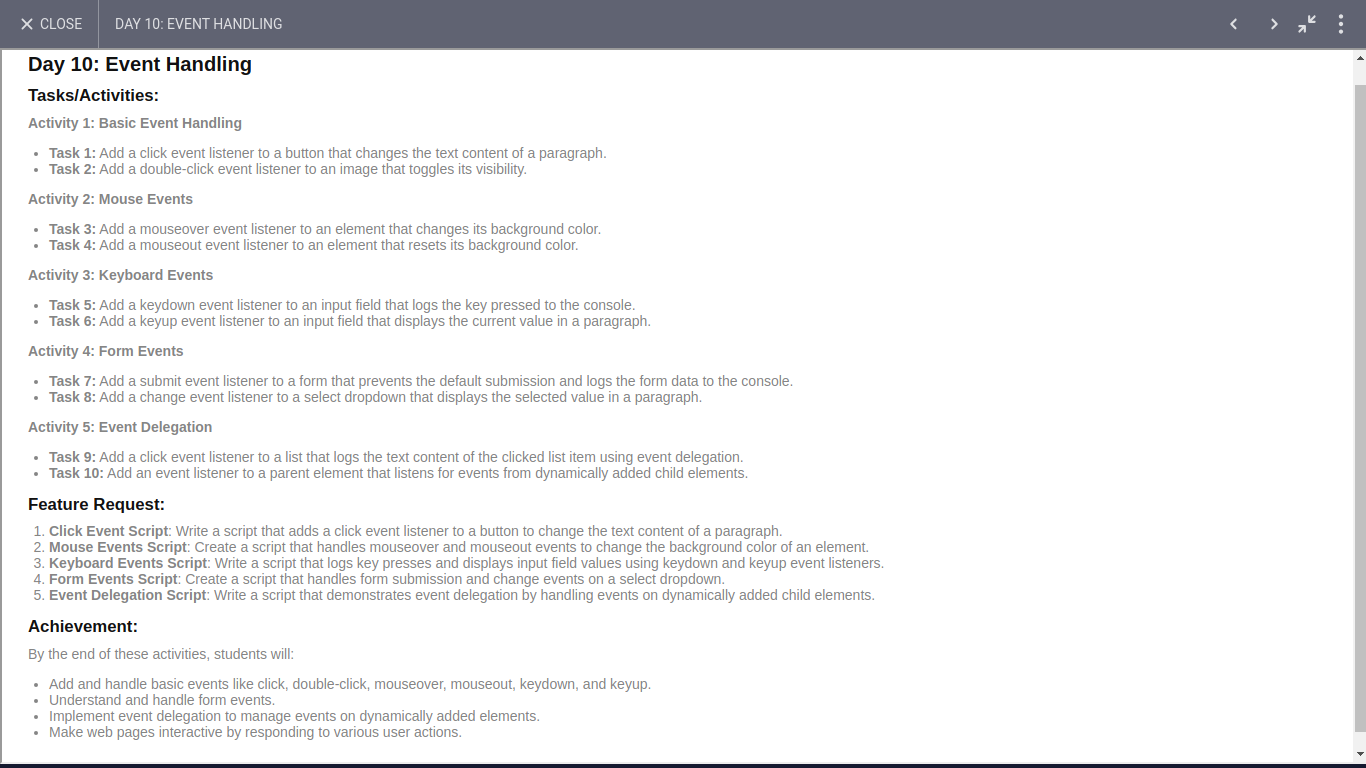 CLOSE
DAY 10: EVENT HANDLING
Day 10: Event Handling
Tasks/Activities:
Activity 1: Basic Event Handling
• Task 1: Add a click event listener to a button that changes the text content of a paragraph.
• Task 2: Add a double-click event listener to an image that toggles its visibility.
Activity 2: Mouse Events
• Task 3: Add a mouseover event listener to an element that changes its background color.
• Task 4: Add a mouseout event listener to an element that resets its background color.
Activity 3: Keyboard Events
• Task 5: Add a keydown event listener to an input field that logs the key pressed to the console.
• Task 6: Add a keyup event listener to an input field that displays the current value in a paragraph.
Activity 4: Form Events
• Task 7: Add a submit event listener to a form that prevents the default submission and logs the form data to the console.
• Task 8: Add a change event listener to a select dropdown that displays the selected value in a paragraph.
Activity 5: Event Delegation
• Task 9: Add a click event listener to a list that logs the text content of the clicked list item using event delegation.
• Task 10: Add an event listener to a parent element that listens for events from dynamically added child elements.
Feature Request:
1. Click Event Script: Write a script that adds a click event listener to a button to change the text content of a paragraph.
2. Mouse Events Script: Create a script that handles mouseover and mouseout events to change the background color of an element.
3. Keyboard Events Script: Write a script that logs key presses and displays input field values using keydown and keyup event listeners.
4. Form Events Script: Create a script that handles form submission and change events on a select dropdown.
5. Event Delegation Script: Write a script that demonstrates event delegation by handling events on dynamically added child elements.
Achievement:
By the end of these activities, students will:
• Add and handle basic events like click, double-click, mouseover, mouseout, keydown, and keyup.
• Understand and handle form events.
• Implement event delegation to manage events on dynamically added elements.
• Make web pages interactive by responding to various user actions.